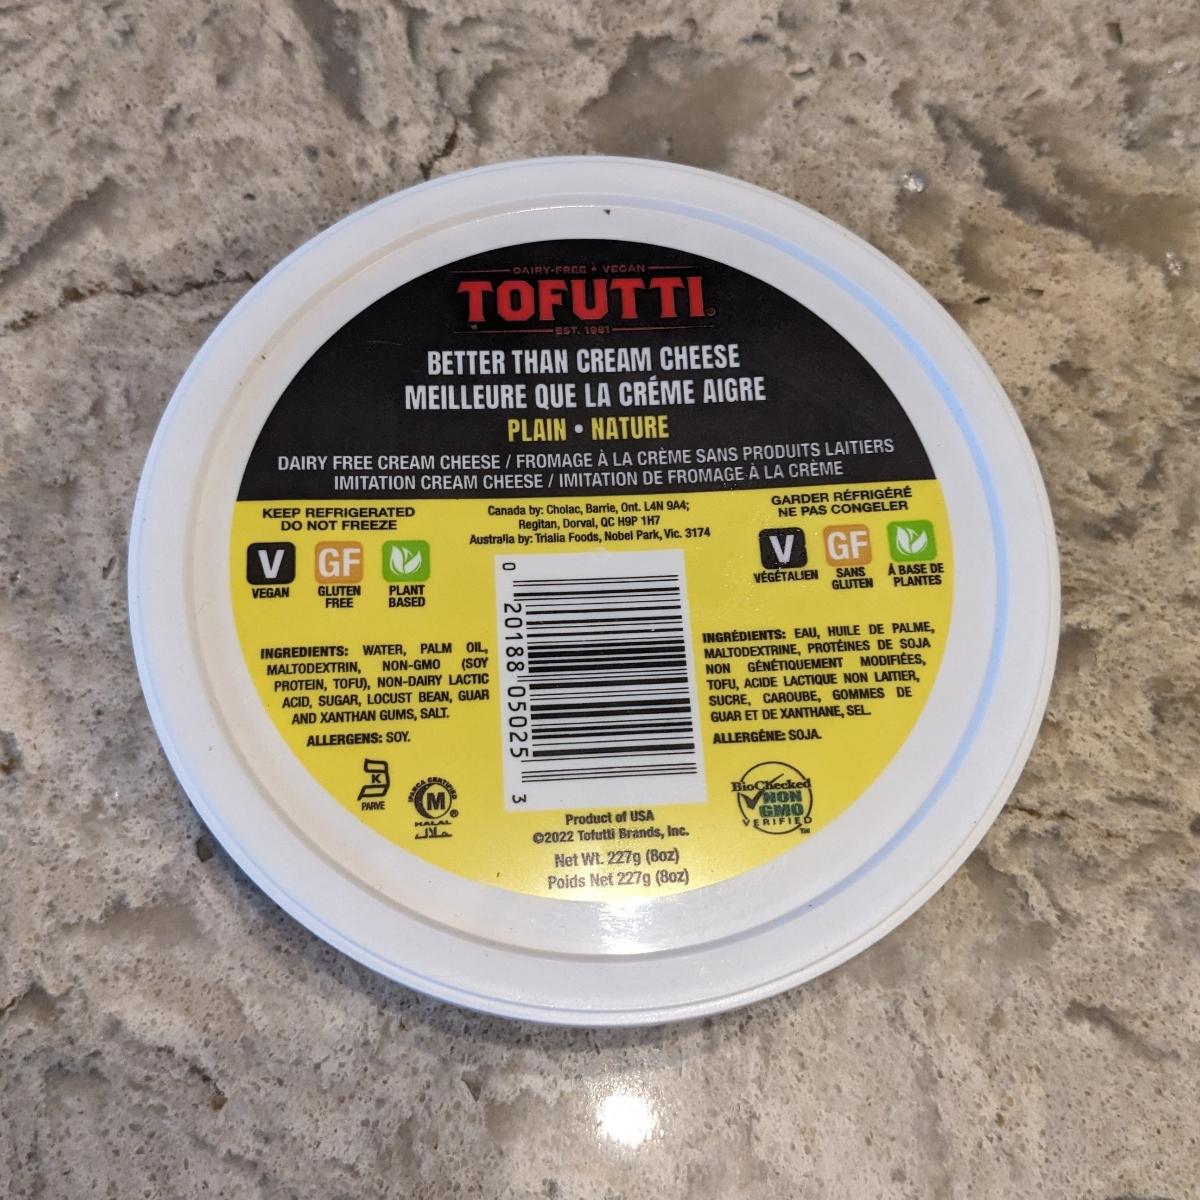 DAIRY-FREE + VEGAN
TOFUTTI®
EST. 1981
BETTER THAN CREAM CHEESE
MEILLEURE QUE LA CRÉME AIGRE
PLAIN • NATURE
DAIRY FREE CREAM CHEESE / FROMAGE À LA CRÈME SANS PRODUITS LAITIERS
IMITATION CREAM CHEESE / IMITATION DE FROMAGE À LA CRÈME
KEEP REFRIGERATED
DO NOT FREEZE
V
VEGAN
GF
GLUTEN
FREE
PLANT
BASED
INGREDIENTS: WATER, PALM OIL,
MALTODEXTRIN, NON-GMO (SOY
PROTEIN, TOFU), NON-DAIRY LACTIC
ACID, SUGAR, LOCUST BEAN, GUAR
AND XANTHAN GUMS, SALT.
ALLERGENS: SOY.
K
PARVE
IFANCA CERTIFIED
M®
HALAL
حلال
Canada by: Cholac, Barrie, Ont. L4N 9A4;
Regitan, Dorval, QC H9P 1H7
Australia by: Trialia Foods, Nobel Park, Vic. 3174
0 20188 05025 3
Product of USA
©2022 Tofutti Brands, Inc.
Net Wt. 227g (8oz)
Poids Net 227g (8oz)
GARDER RÉFRIGÉRÉ
NE PAS CONGELER
V
VÉGÉTALIEN
GF
SANS
GLUTEN
À BASE DE
PLANTES
INGRÉDIENTS: EAU, HUILE DE PALME,
MALTODEXTRINE, PROTÉINES DE SOJA
NON GÉNÉTIQUEMENT MODIFIÉES,
TOFU, ACIDE LACTIQUE NON LAITIER,
SUCRE, CAROUBE, GOMMES DE
GUAR ET DE XANTHANE, SEL.
ALLERGÉNE: SOJA.
BioChecked
NON
GMO
VERIFIED
™